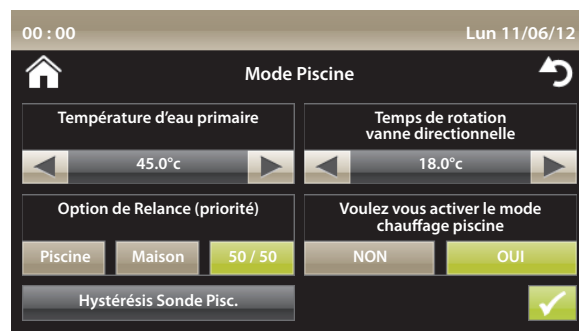 00 : 00
Lun 11/06/12
Mode Piscine
Température d'eau primaire
45.0°c
Temps de rotation
vanne directionnelle
18.0°c
Option de Relance (priorité)
Piscine
Maison
50 / 50
Voulez vous activer le mode
chauffage piscine
NON
OUI
Hystérésis Sonde Pisc.